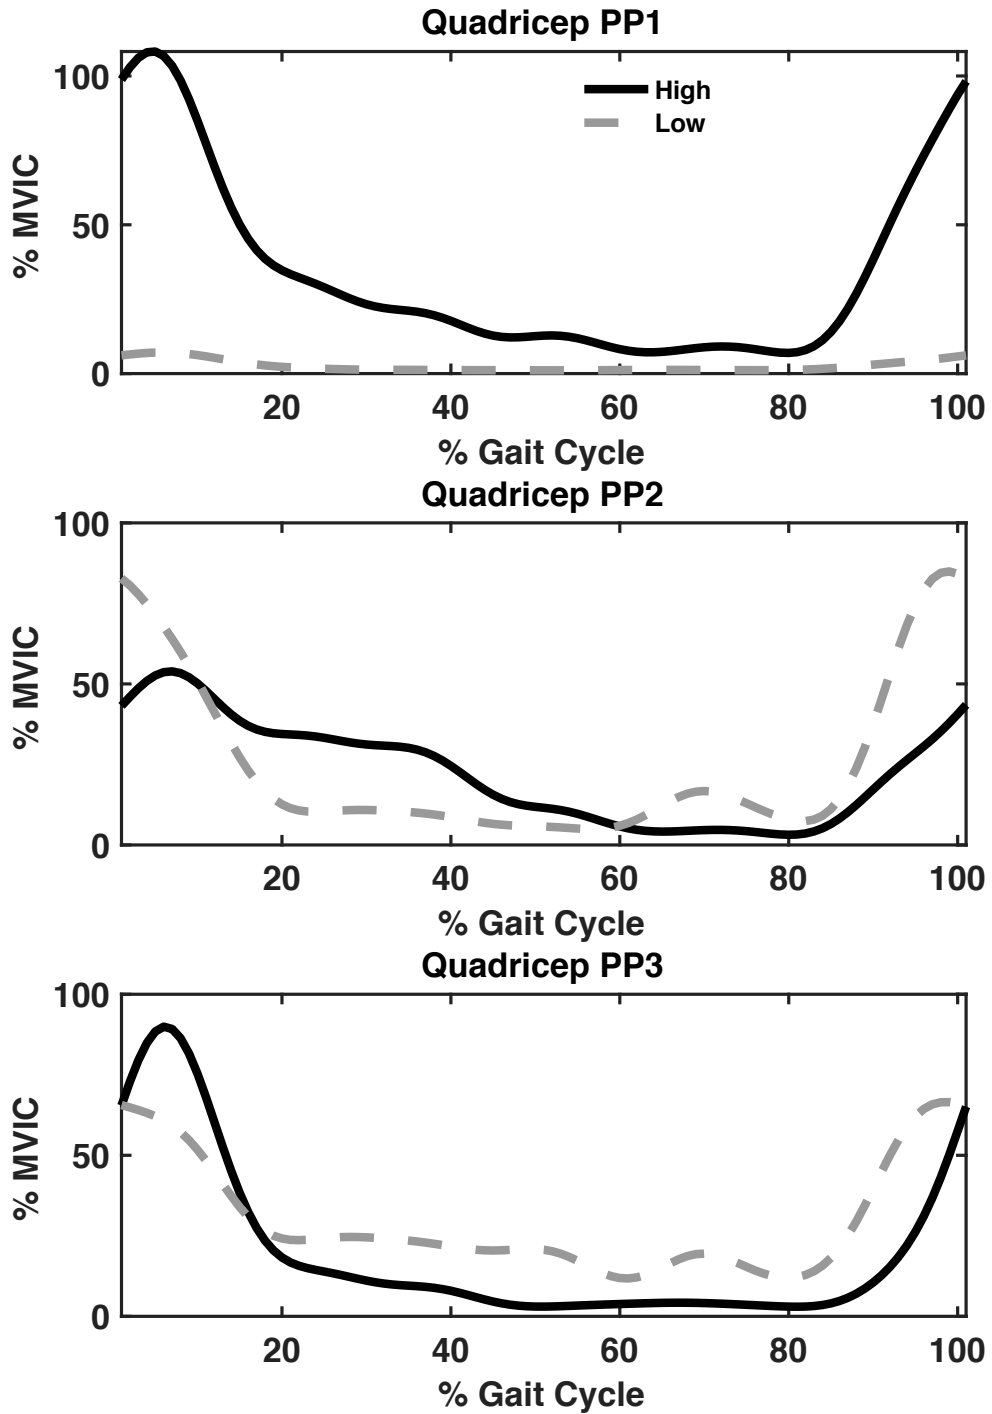 Quadricep PP1
100
50
0
% MVIC
High
Low
20 40 60 80 100
% Gait Cycle
Quadricep PP2
100
50
0
% MVIC
20 40 60 80 100
% Gait Cycle
Quadricep PP3
100
50
0
% MVIC
20 40 60 80 100
% Gait Cycle